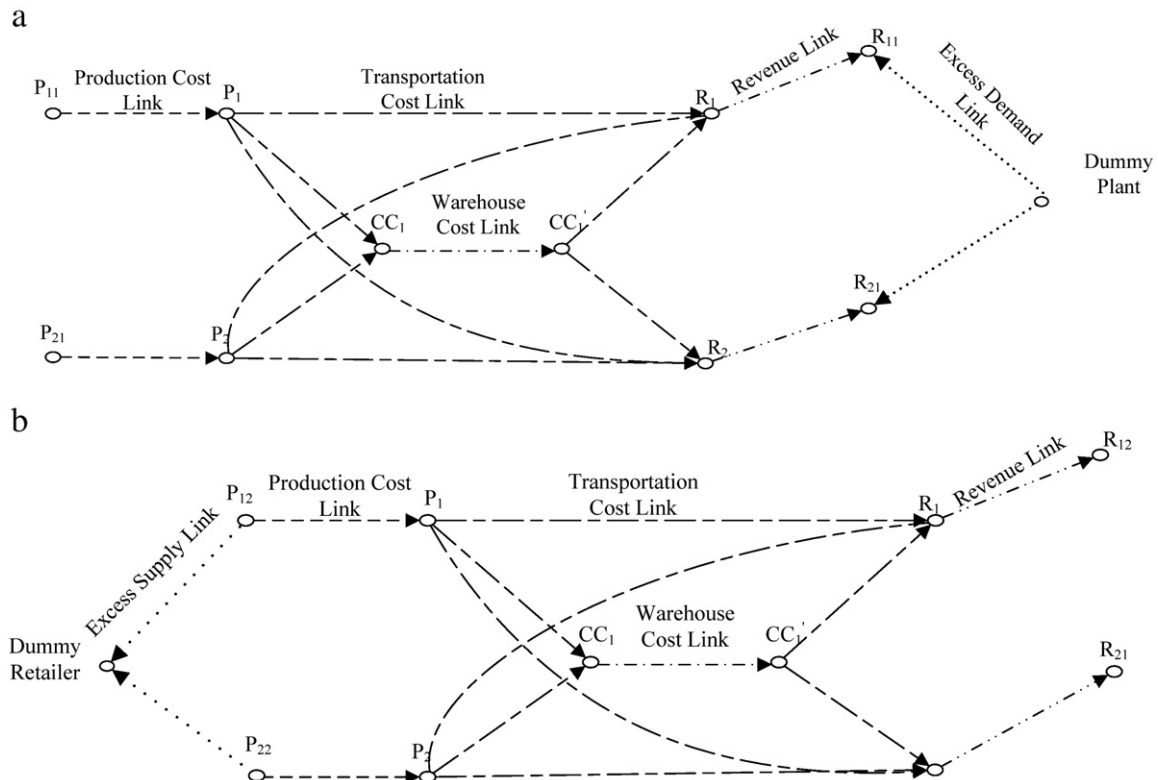 a
R₁₁
Revenue Link
Excess Demand
Link
Production Cost
Link
Transportation
Cost Link
P₁₁
P₁
R₁
Dummy
Plant
Warehouse
Cost Link
CC₁
CC₁'
R₂₁
P₂₁
P₂
R₂
b
R₁₂
Revenue Link
Production Cost
Link
Transportation
Cost Link
P₁₂
P₁
R₁
Excess Supply Link
Warehouse
Cost Link
CC₁
CC₁'
Dummy
Retailer
R₂₁
P₂₂
P₂